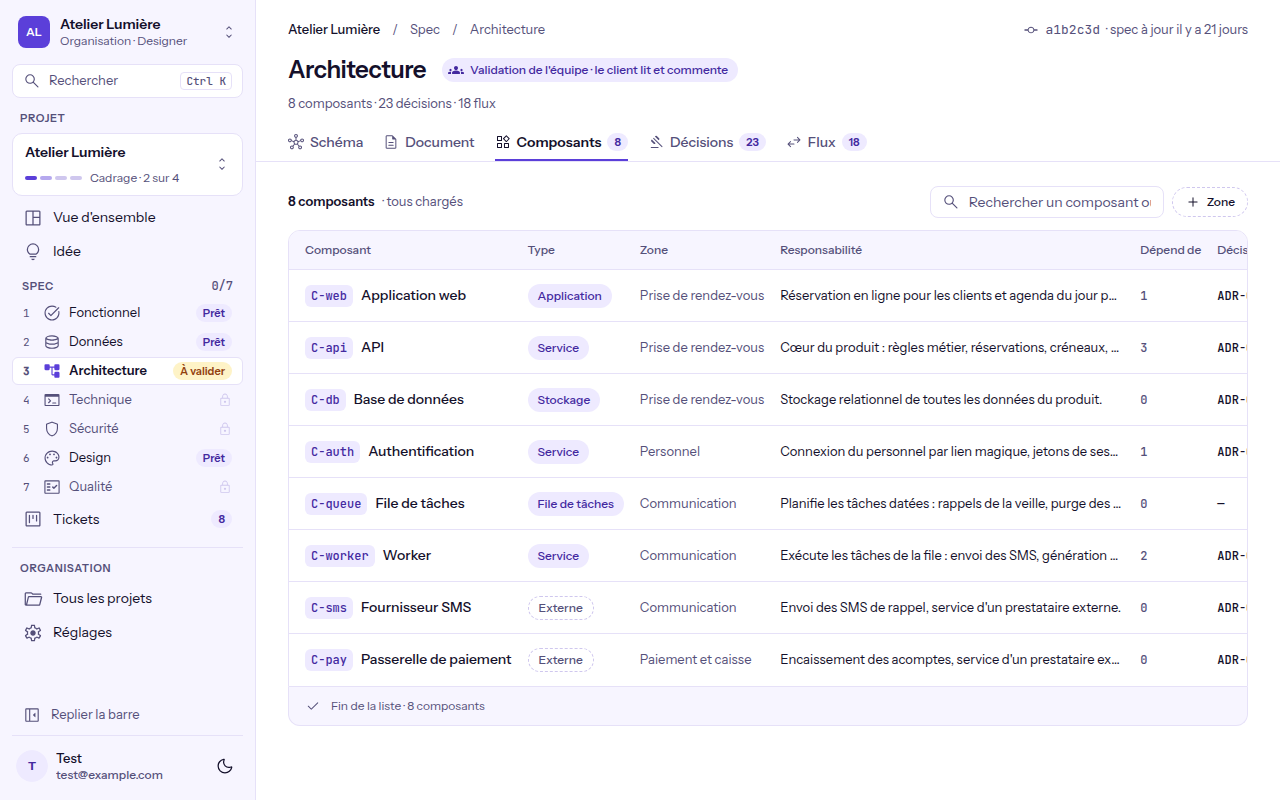 AL
Atelier Lumière
Organisation · Designer
Rechercher
Ctrl K
PROJET
Atelier Lumière
Cadrage · 2 sur 4
Vue d'ensemble
Idée
SPEC 0/7
1 Fonctionnel Prêt
2 Données Prêt
3 Architecture À valider
4 Technique
5 Sécurité
6 Design Prêt
7 Qualité
Tickets 8
ORGANISATION
Tous les projets
Réglages
Replier la barre
T
Test
test@example.com
Atelier Lumière / Spec / Architecture
a1b2c3d · spec à jour il y a 21 jours
Architecture
Validation de l'équipe · le client lit et commente
8 composants · 23 décisions · 18 flux
Schéma Document Composants 8 Décisions 23 Flux 18
8 composants · tous chargés
Rechercher un composant o
Zone
Composant Type Zone Responsabilité Dépend de Décis
C-web Application web Application Prise de rendez-vous Réservation en ligne pour les clients et agenda du jour p… 1 ADR-
C-api API Service Prise de rendez-vous Cœur du produit : règles métier, réservations, créneaux, … 3 ADR-
C-db Base de données Stockage Prise de rendez-vous Stockage relationnel de toutes les données du produit. 0 ADR-
C-auth Authentification Service Personnel Connexion du personnel par lien magique, jetons de ses… 1 ADR-
C-queue File de tâches File de tâches Communication Planifie les tâches datées : rappels de la veille, purge des … 0 –
C-worker Worker Service Communication Exécute les tâches de la file : envoi des SMS, génération … 2 ADR-
C-sms Fournisseur SMS Externe Communication Envoi des SMS de rappel, service d'un prestataire externe. 0 ADR-
C-pay Passerelle de paiement Externe Paiement et caisse Encaissement des acomptes, service d'un prestataire ex… 0 ADR-
Fin de la liste · 8 composants